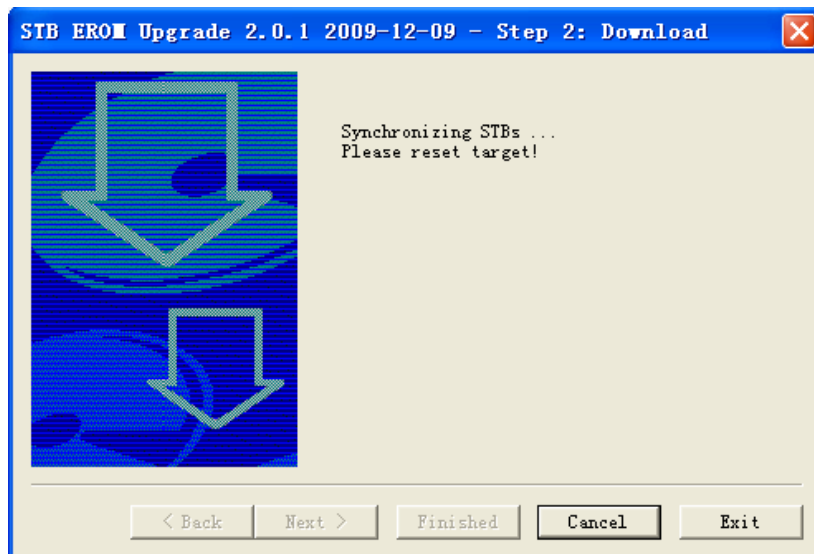 STB EROM Upgrade 2.0.1 2009-12-09 - Step 2: Download
Synchronizing STBs ...
Please reset target!
< Back
Next >
Finished
Cancel
Exit